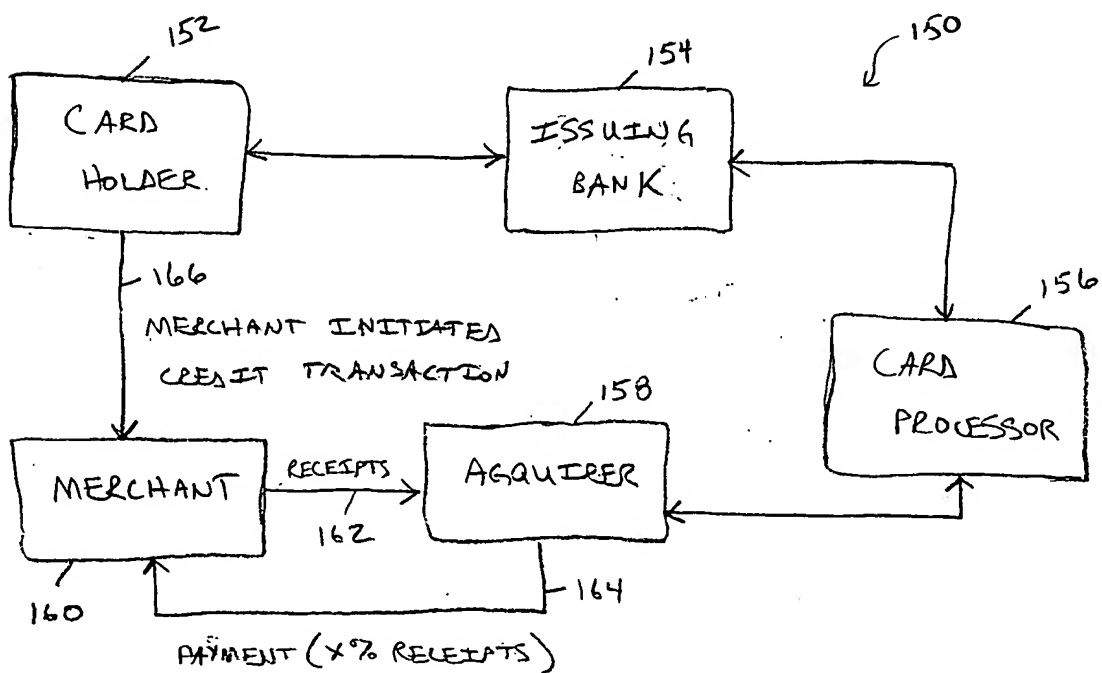 152
154
150
CARD
HOLDER.
ISSUING
BANK
166
MERCHANT INITIATED
CREDIT TRANSACTION
156
CARD
PROCESSOR
158
MERCHANT
RECEIPTS
162
AGQUIRER
160
164
PAYMENT (X% RECEIPTS)